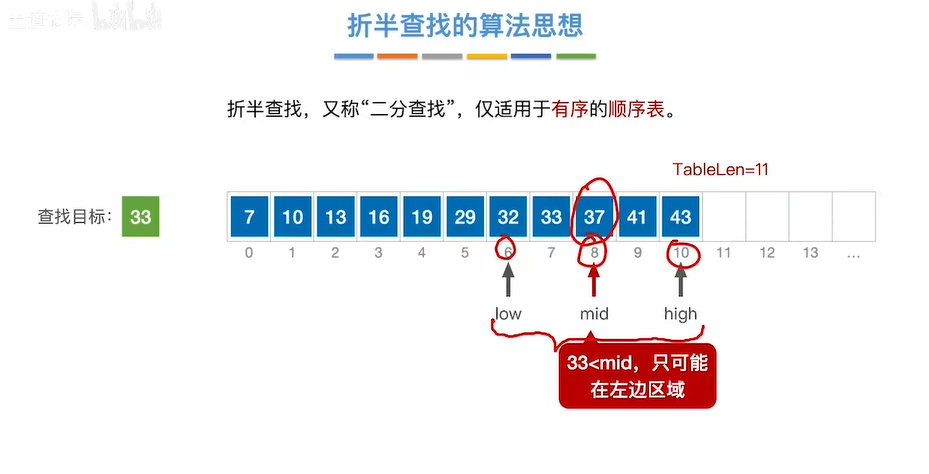 折半查找的算法思想
折半查找，又称“二分查找”，仅适用于有序的顺序表。
TableLen=11
查找目标： 33
7 10 13 16 19 29 32 33 37 41 43
0 1 2 3 4 5 6 7 8 9 10 11 12 13 ...
low mid high
33<mid，只可能
在左边区域